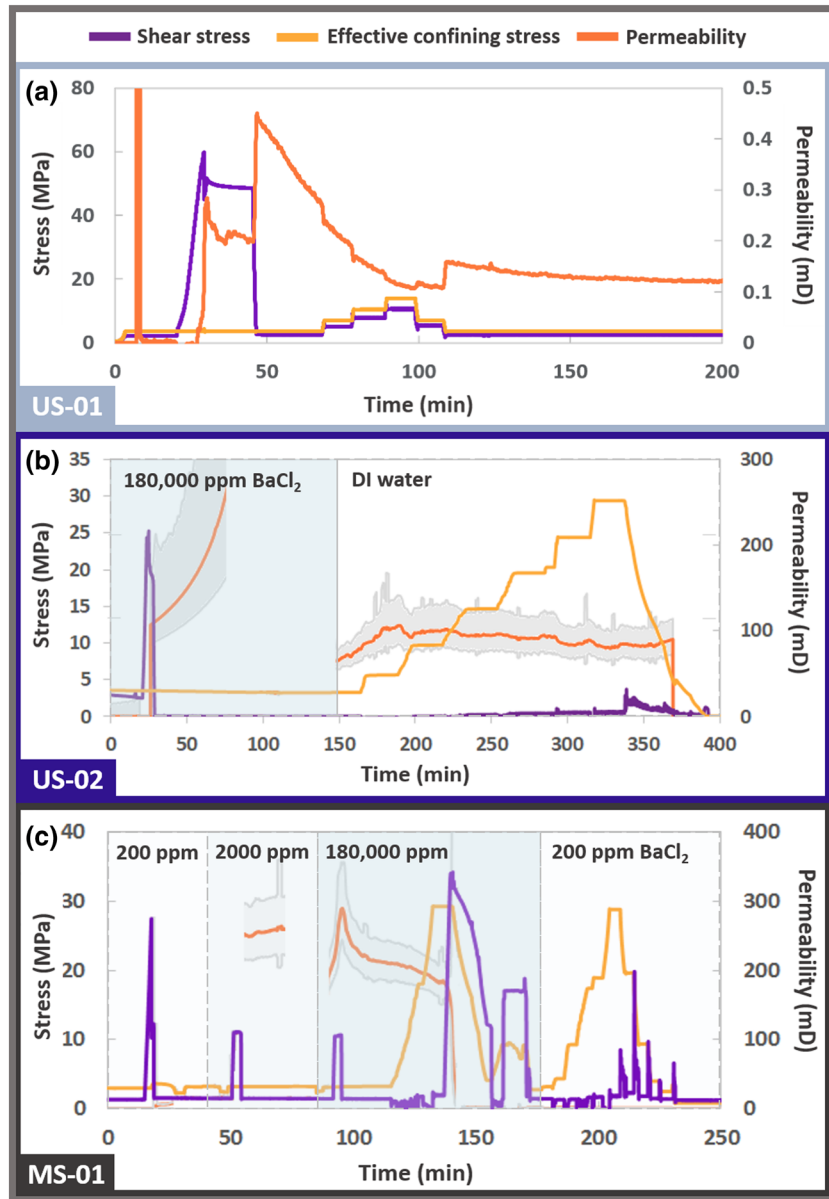 Shear stress Effective confining stress Permeability
(a)
80
60
40
20
0
Stress (MPa)
0.5
0.4
0.3
0.2
0.1
0
Permeability (mD)
0 50 100 150 200
Time (min)
US-01
(b)
180,000 ppm BaCl₂ DI water
35
30
25
20
15
10
5
0
Stress (MPa)
300
200
100
0
Permeability (mD)
0 50 100 150 200 250 300 350 400
Time (min)
US-02
(c)
200 ppm 2000 ppm 180,000 ppm 200 ppm BaCl₂
40
30
20
10
0
Stress (MPa)
400
300
200
100
0
Permeability (mD)
0 50 100 150 200 250
Time (min)
MS-01